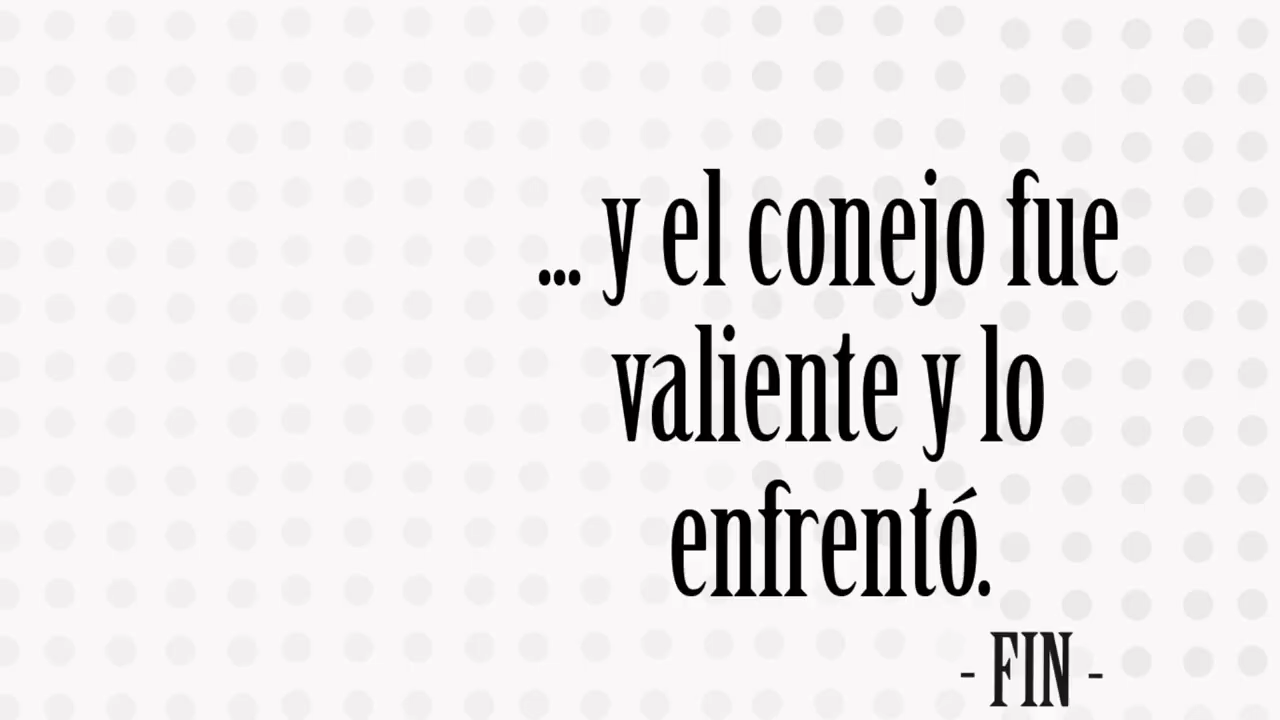 ... y el conejo fue
valiente y lo
enfrentó.
- FIN -